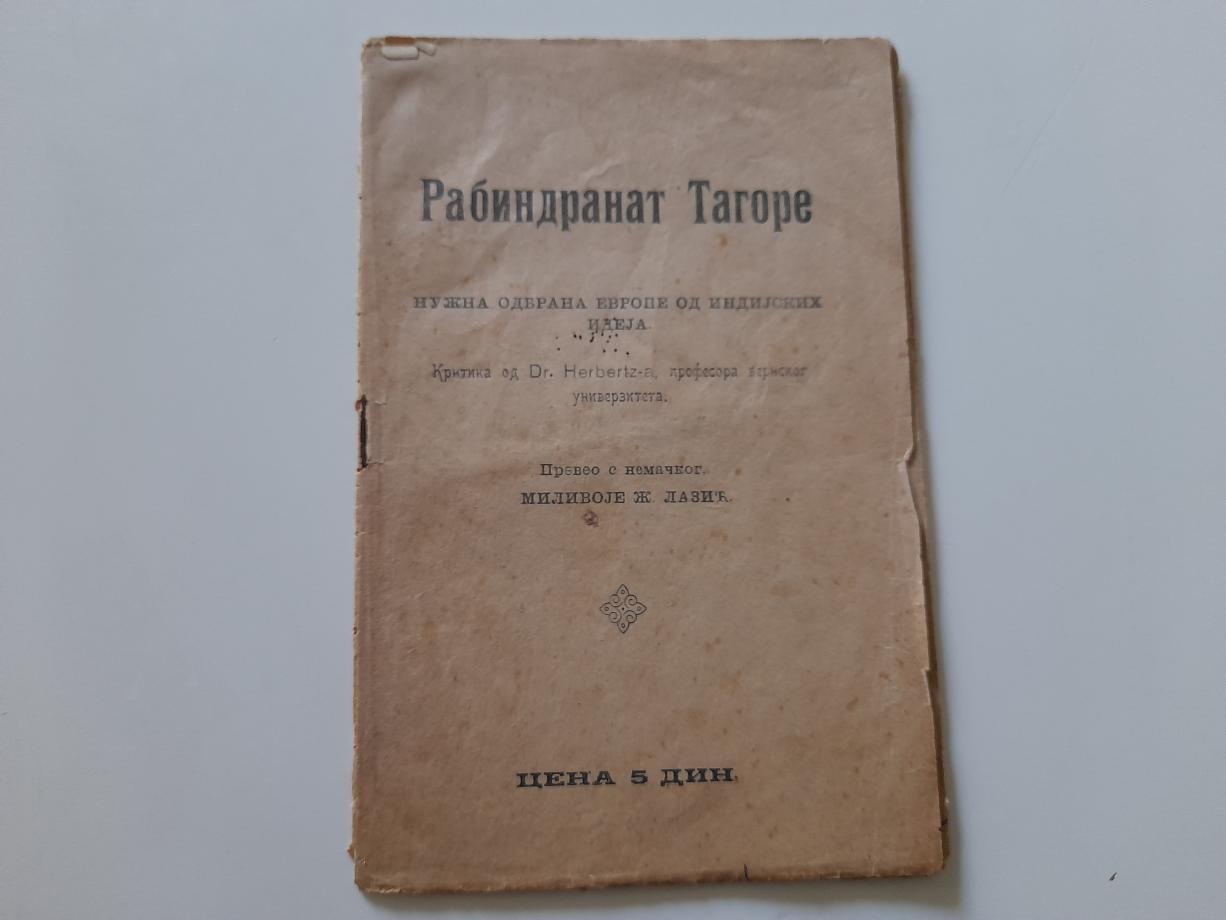 Рабиндранат Тагоре
НУЖНА ОДБРАНА ЕВРОПЕ ОД ИНДИЈСКИХ
ИДЕЈА.
Критика од Dr. Herbertz-a, професора бернског
универзитета.
Превео с немачког,
МИЛИВОЈЕ Ж. ЛАЗИЋ.
ЦЕНА 5 ДИН.